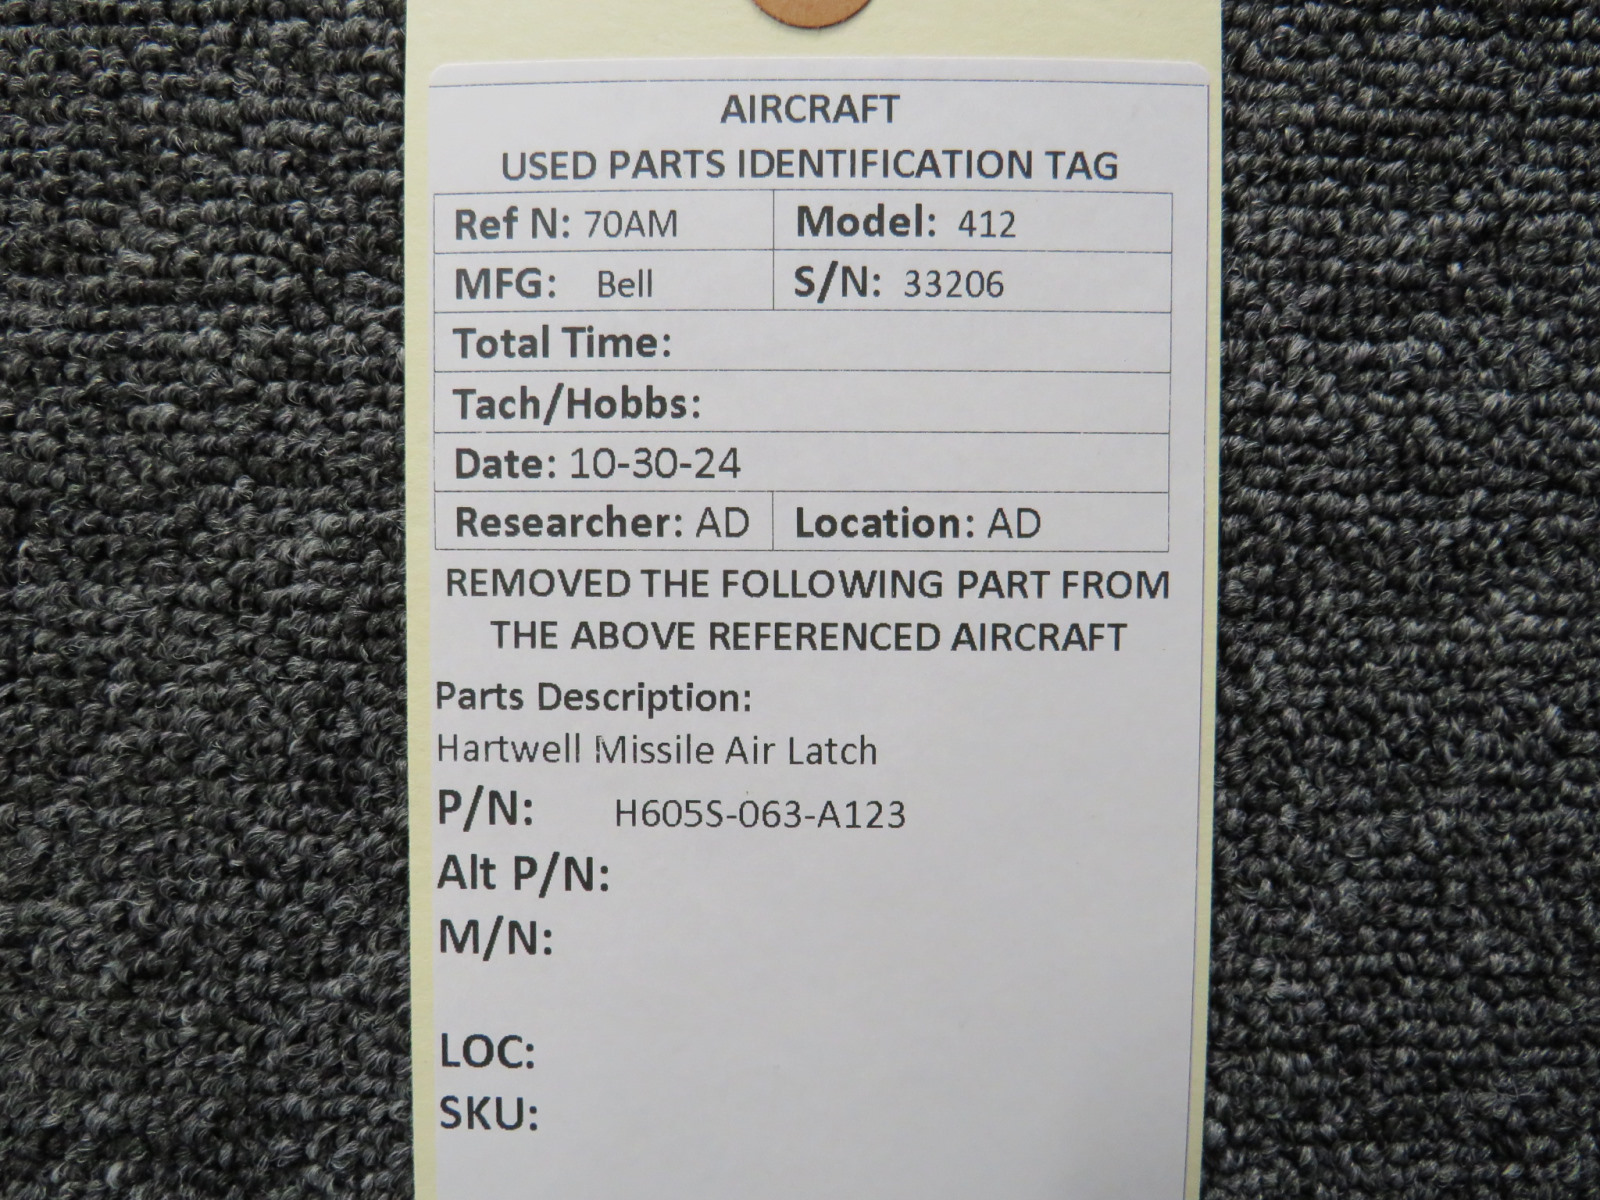 AIRCRAFT
USED PARTS IDENTIFICATION TAG
Ref N: 70AM Model: 412
MFG: Bell S/N: 33206
Total Time:
Tach/Hobbs:
Date: 10-30-24
Researcher: AD Location: AD
REMOVED THE FOLLOWING PART FROM
THE ABOVE REFERENCED AIRCRAFT
Parts Description:
Hartwell Missile Air Latch
P/N: H605S-063-A123
Alt P/N:
M/N:
LOC:
SKU: